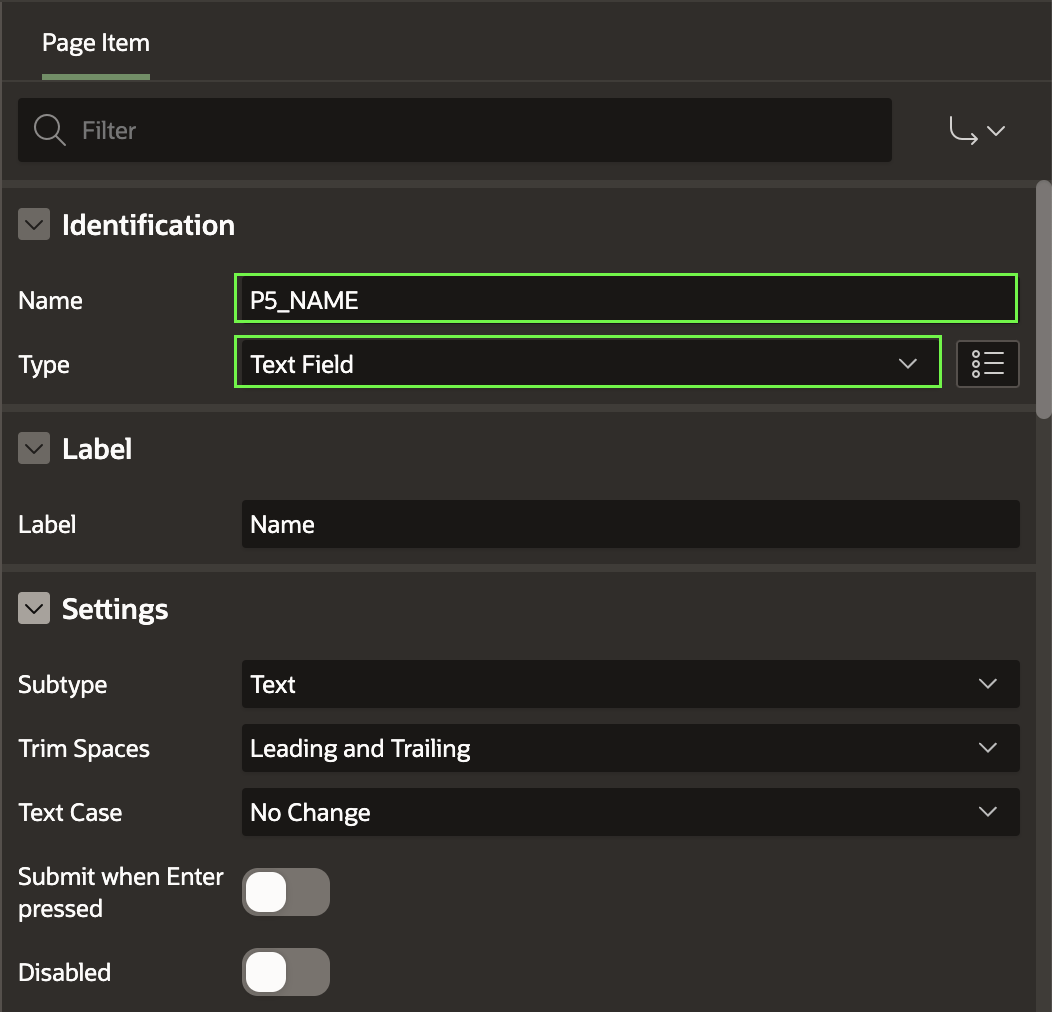 Page Item
Filter
Identification
Name P5_NAME
Type Text Field
Label
Label Name
Settings
Subtype Text
Trim Spaces Leading and Trailing
Text Case No Change
Submit when Enter
pressed
Disabled